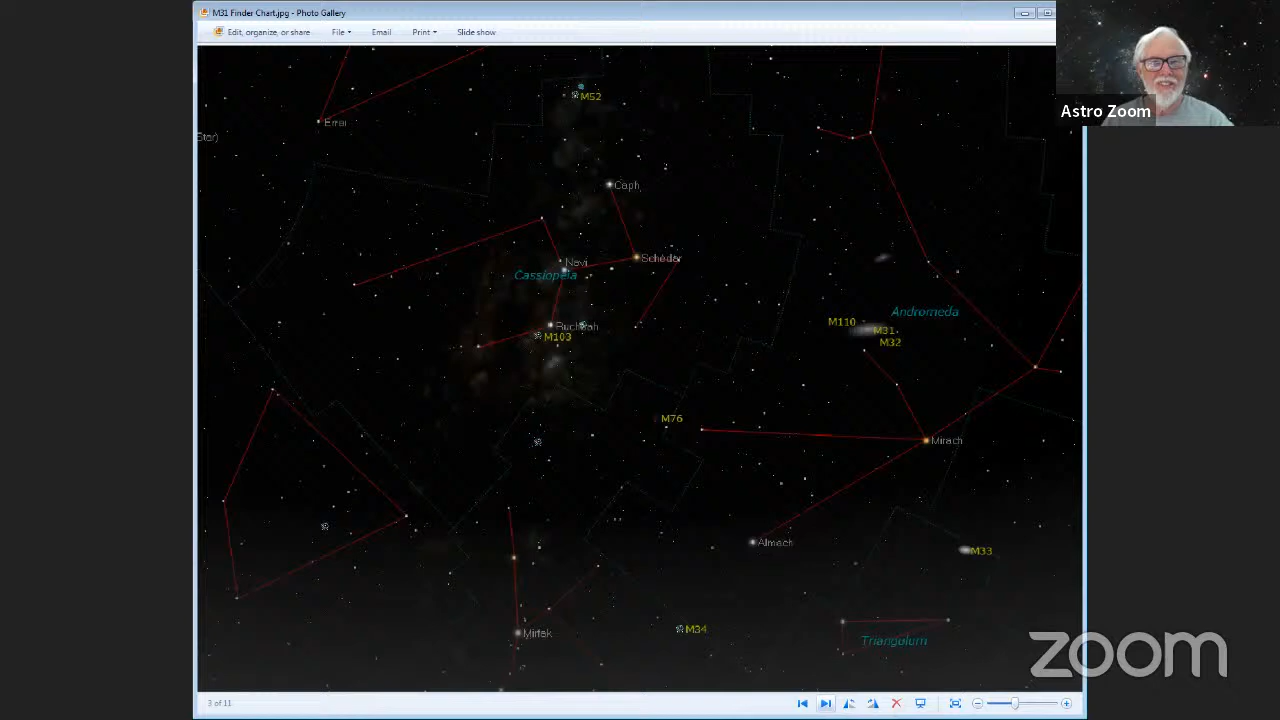 M31 Finder Chart.jpg - Photo Gallery
Edit, organize, or share File Email Print Slide show
Astro Zoom
M52
Errai
Star)
Caph
Navi
Schedar
Cassiopeia
Andromeda
M110
M31
M32
Ruchbah
M103
M76
Mirach
Almach
M33
M34
Mirfak
Triangulum
zoom
3 of 11